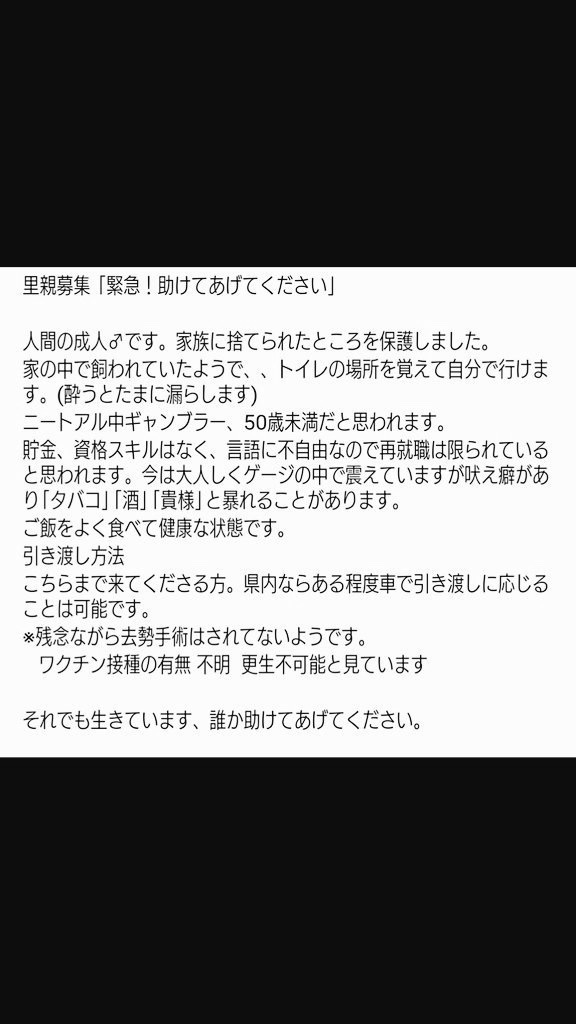 里親募集「緊急！助けてあげてください」
人間の成人♂です。家族に捨てられたところを保護しました。
家の中で飼われていたようで、、トイレの場所を覚えて自分で行けま
す。(酔うとたまに漏らします)
ニートアル中ギャンブラー、50歳未満だと思われます。
貯金、資格スキルはなく、言語に不自由なので再就職は限られている
と思われます。今は大人しくゲージの中で震えていますが吠え癖があ
り「タバコ」「酒」「貴様」と暴れることがあります。
ご飯をよく食べて健康な状態です。
引き渡し方法
こちらまで来てくださる方。県内ならある程度車で引き渡しに応じる
ことは可能です。
※残念ながら去勢手術はされてないようです。
ワクチン接種の有無 不明 更生不可能と見ています
それでも生きています、誰か助けてあげてください。